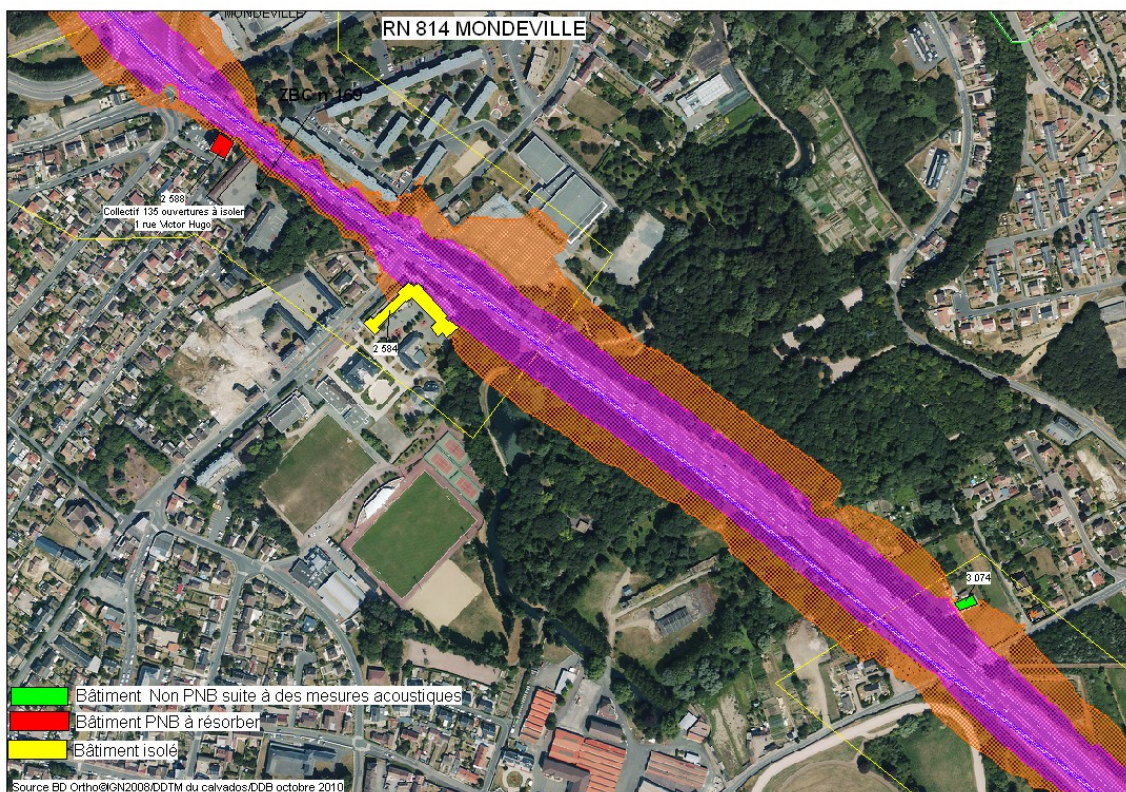 MONDEVILLE
RN 814 MONDEVILLE
ZBC n°169
2 588
Collectif 135 ouvertures à isoler
1 rue Victor Hugo
2 584
3 074
Bâtiment Non PNB suite à des mesures acoustiques
Bâtiment PNB à résorber
Bâtiment isolé
Source BD Ortho©IGN2008/DDTM du calvados/DDB octobre 2010